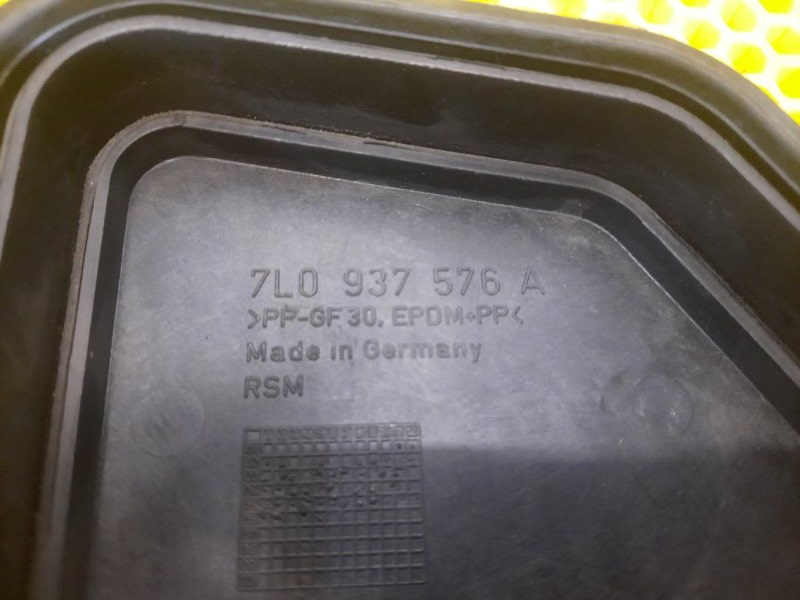 7L0 937 576 A
>PP-GF30, EPDM+PP<
Made in Germany
RSM